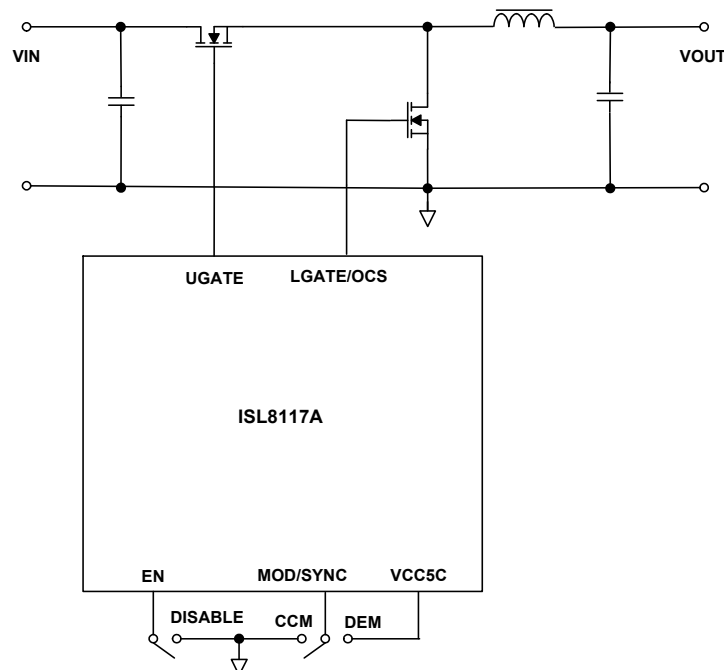 VIN
VOUT
UGATE
LGATE/OCS
ISL8117A
EN
MOD/SYNC
VCC5C
DISABLE
CCM
DEM